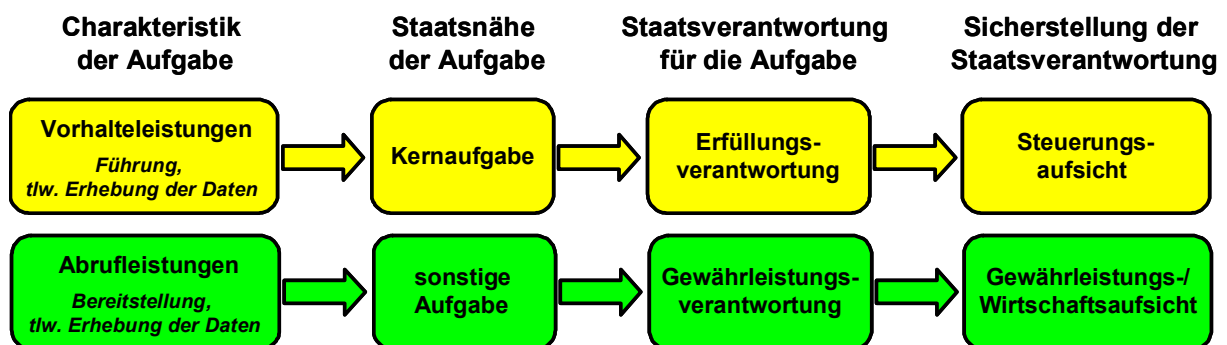 Charakteristik
der Aufgabe
Staatsnähe
der Aufgabe
Staatsverantwortung
für die Aufgabe
Sicherstellung der
Staatsverantwortung
Vorhalteleistungen
Führung,
tlw. Erhebung der Daten
Kernaufgabe
Erfüllungs-
verantwortung
Steuerungs-
aufsicht
Abrufleistungen
Bereitstellung,
tlw. Erhebung der Daten
sonstige
Aufgabe
Gewährleistungs-
verantwortung
Gewährleistungs-/
Wirtschaftsaufsicht